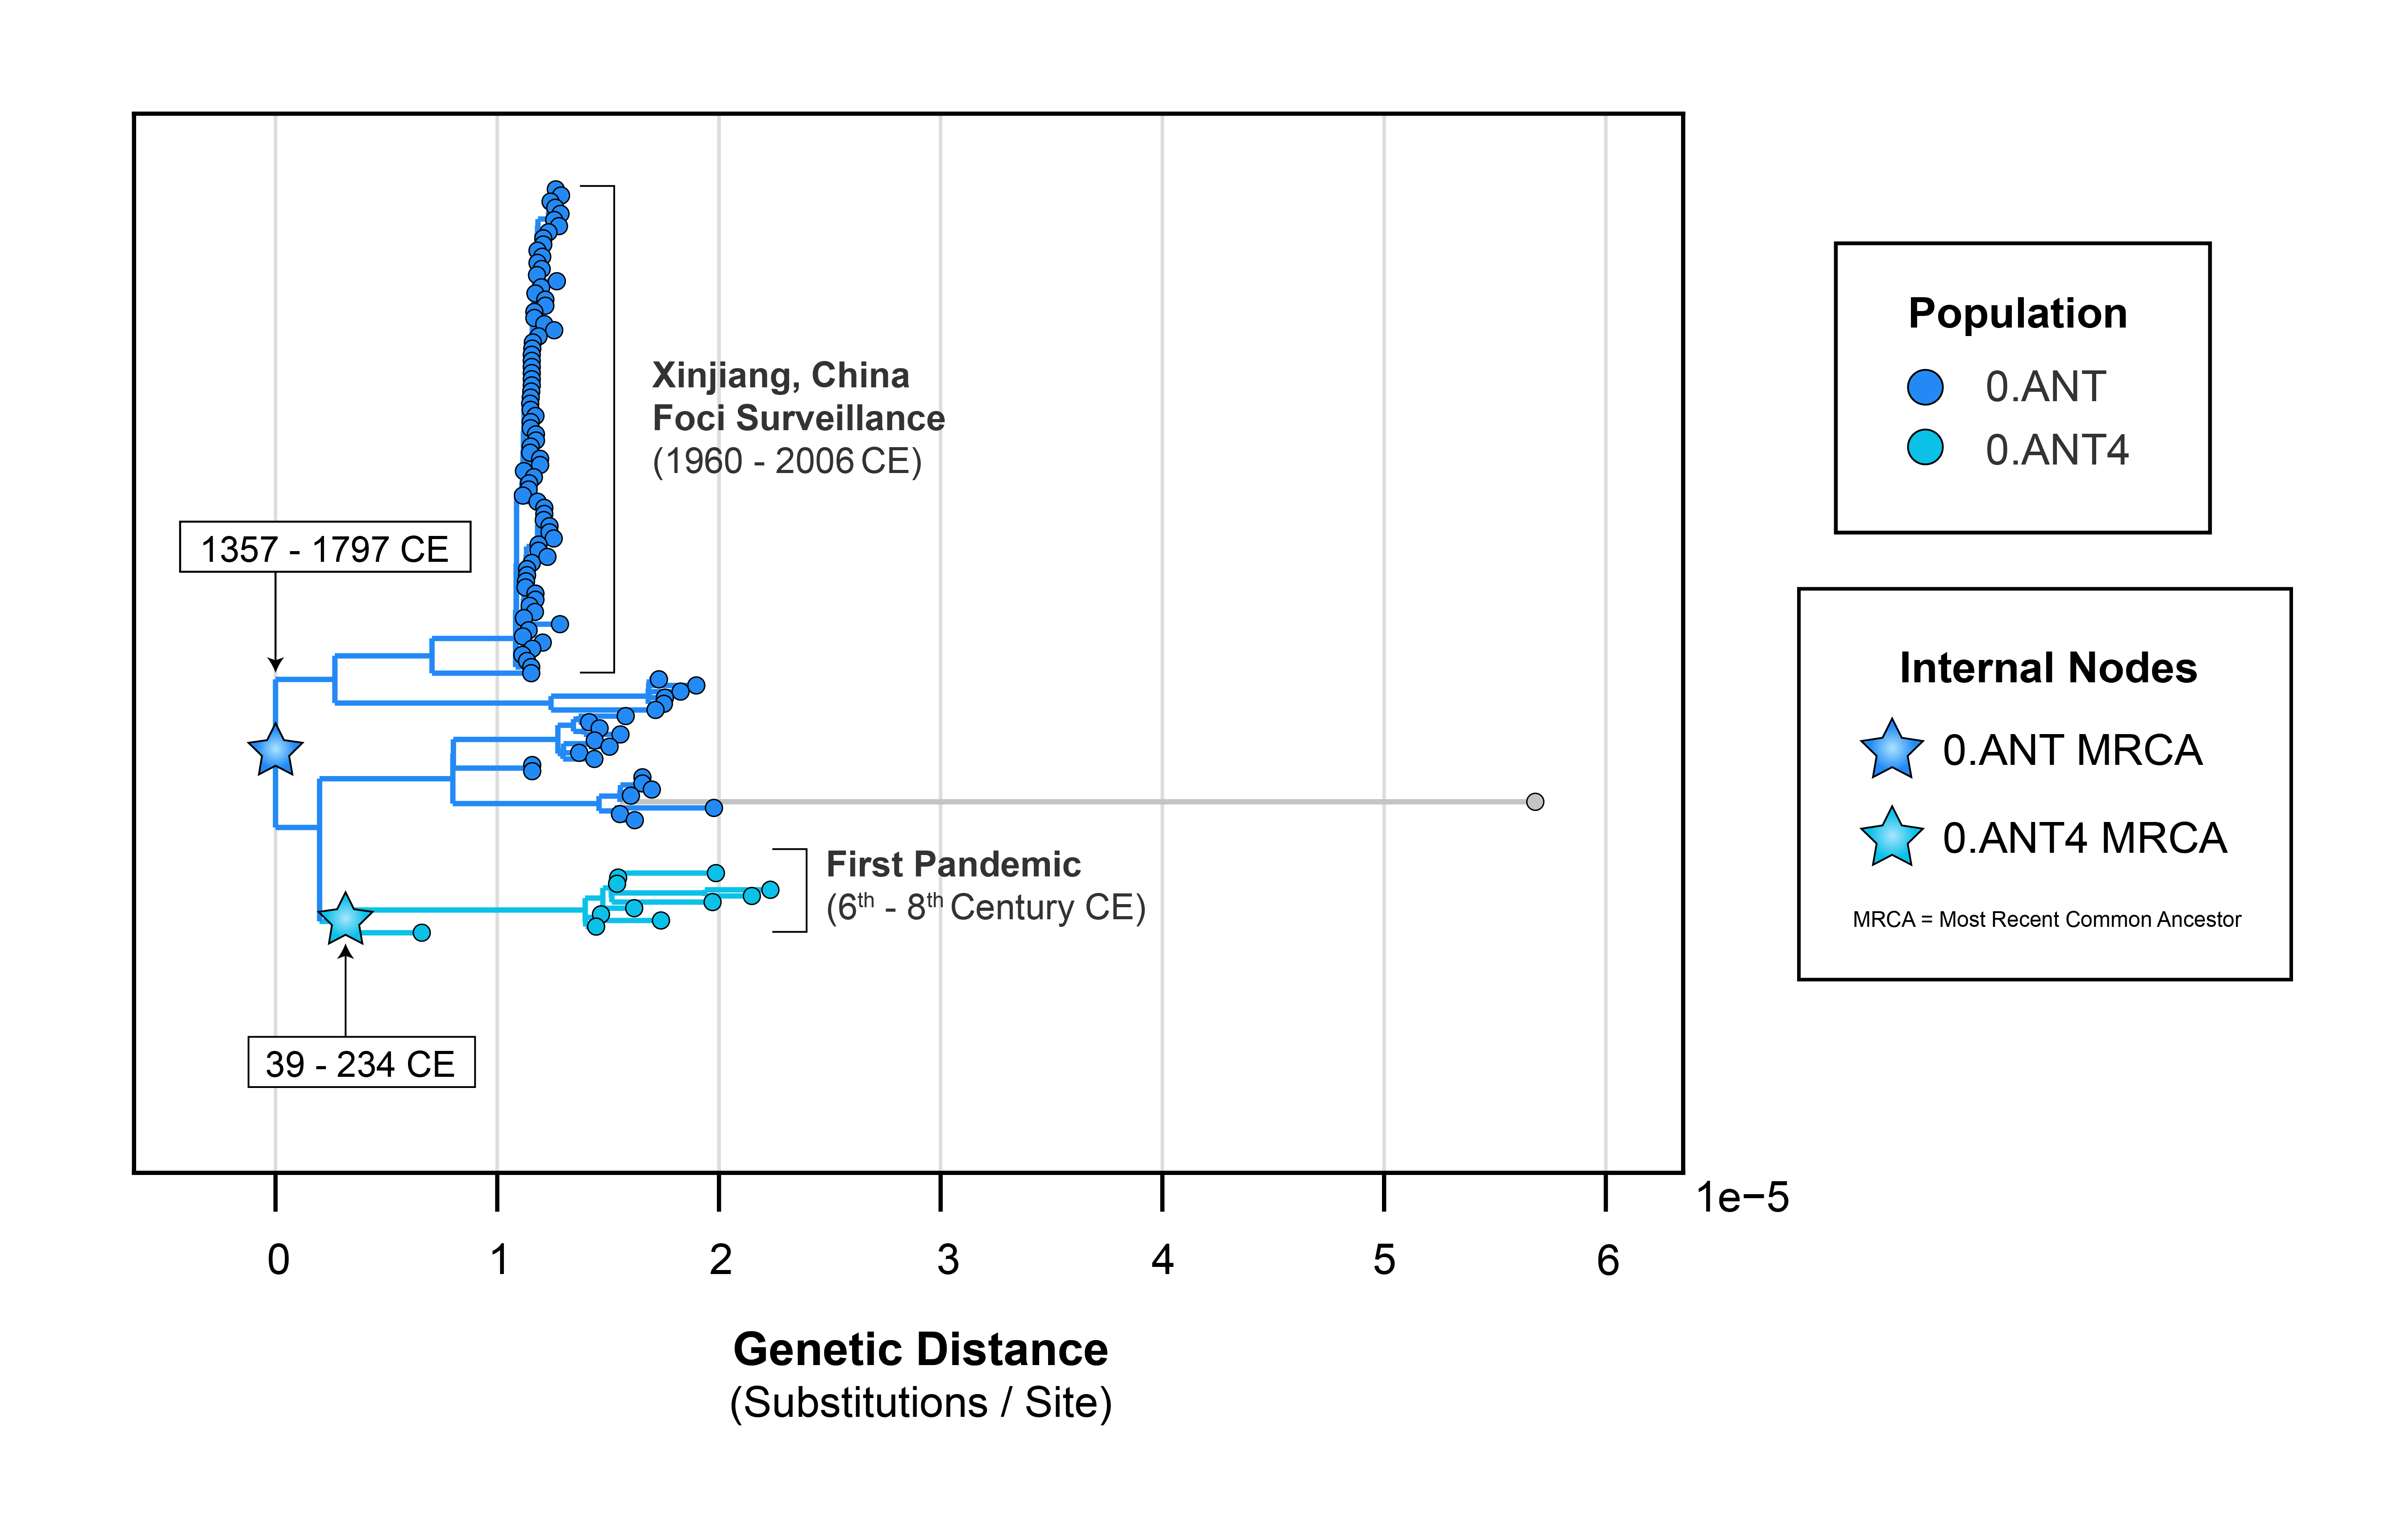 Xinjiang, China
Foci Surveillance
(1960 - 2006 CE)
1357 - 1797 CE
First Pandemic
(6th - 8th Century CE)
39 - 234 CE
0 1 2 3 4 5 6
1e−5
Genetic Distance
(Substitutions / Site)
Population
0.ANT
0.ANT4
Internal Nodes
0.ANT MRCA
0.ANT4 MRCA
MRCA = Most Recent Common Ancestor